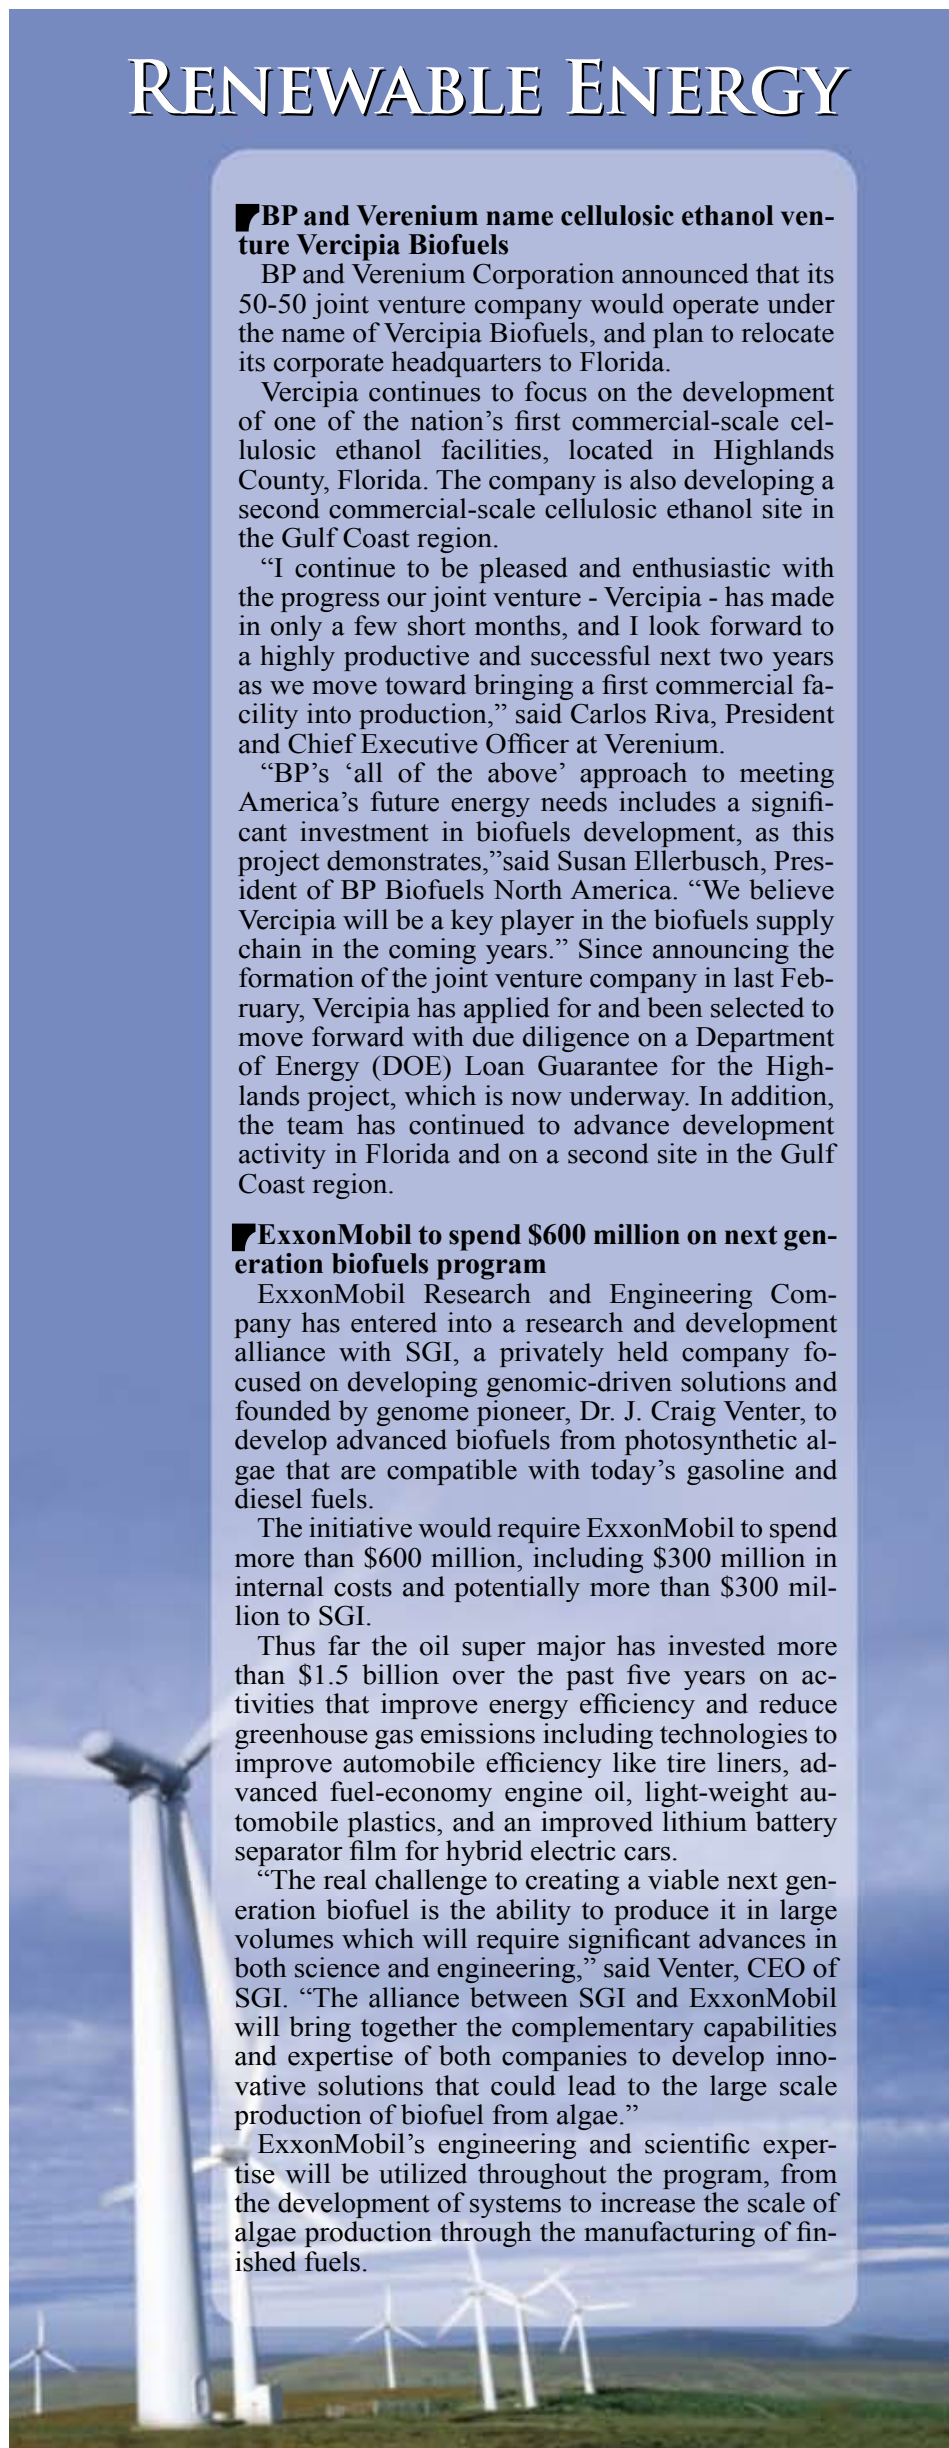 RENEWABLE ENERGY
BP and Verenium name cellulosic ethanol ven-
ture Vercipia Biofuels
BP and Verenium Corporation announced that its
50-50 joint venture company would operate under
the name of Vercipia Biofuels, and plan to relocate
its corporate headquarters to Florida.
Vercipia continues to focus on the development
of one of the nation’s first commercial-scale cel-
lulosic ethanol facilities, located in Highlands
County, Florida. The company is also developing a
second commercial-scale cellulosic ethanol site in
the Gulf Coast region.
“I continue to be pleased and enthusiastic with
the progress our joint venture - Vercipia - has made
in only a few short months, and I look forward to
a highly productive and successful next two years
as we move toward bringing a first commercial fa-
cility into production,” said Carlos Riva, President
and Chief Executive Officer at Verenium.
“BP’s ‘all of the above’ approach to meeting
America’s future energy needs includes a signifi-
cant investment in biofuels development, as this
project demonstrates,”said Susan Ellerbusch, Pres-
ident of BP Biofuels North America. “We believe
Vercipia will be a key player in the biofuels supply
chain in the coming years.” Since announcing the
formation of the joint venture company in last Feb-
ruary, Vercipia has applied for and been selected to
move forward with due diligence on a Department
of Energy (DOE) Loan Guarantee for the High-
lands project, which is now underway. In addition,
the team has continued to advance development
activity in Florida and on a second site in the Gulf
Coast region.
ExxonMobil to spend $600 million on next gen-
eration biofuels program
ExxonMobil Research and Engineering Com-
pany has entered into a research and development
alliance with SGI, a privately held company fo-
cused on developing genomic-driven solutions and
founded by genome pioneer, Dr. J. Craig Venter, to
develop advanced biofuels from photosynthetic al-
gae that are compatible with today’s gasoline and
diesel fuels.
The initiative would require ExxonMobil to spend
more than $600 million, including $300 million in
internal costs and potentially more than $300 mil-
lion to SGI.
Thus far the oil super major has invested more
than $1.5 billion over the past five years on ac-
tivities that improve energy efficiency and reduce
greenhouse gas emissions including technologies to
improve automobile efficiency like tire liners, ad-
vanced fuel-economy engine oil, light-weight au-
tomobile plastics, and an improved lithium battery
separator film for hybrid electric cars.
“The real challenge to creating a viable next gen-
eration biofuel is the ability to produce it in large
volumes which will require significant advances in
both science and engineering,” said Venter, CEO of
SGI. “The alliance between SGI and ExxonMobil
will bring together the complementary capabilities
and expertise of both companies to develop inno-
vative solutions that could lead to the large scale
production of biofuel from algae.”
ExxonMobil’s engineering and scientific exper-
tise will be utilized throughout the program, from
the development of systems to increase the scale of
algae production through the manufacturing of fin-
ished fuels.